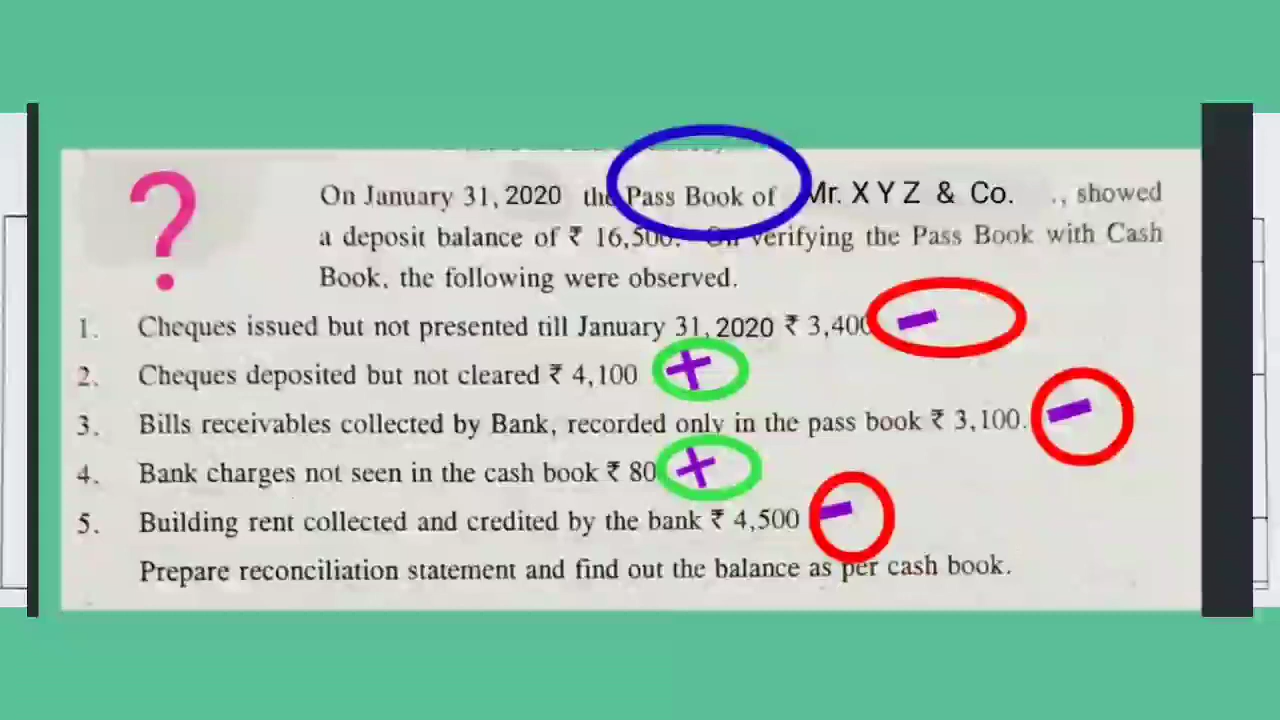 ?
On January 31, 2020 the Pass Book of Mr. X Y Z & Co. ., showed
a deposit balance of ₹ 16,500. On verifying the Pass Book with Cash
Book, the following were observed.
1. Cheques issued but not presented till January 31, 2020 ₹ 3,400 −
2. Cheques deposited but not cleared ₹ 4,100 +
3. Bills receivables collected by Bank, recorded only in the pass book ₹ 3,100. −
4. Bank charges not seen in the cash book ₹ 80 +
5. Building rent collected and credited by the bank ₹ 4,500 −
Prepare reconciliation statement and find out the balance as per cash book.